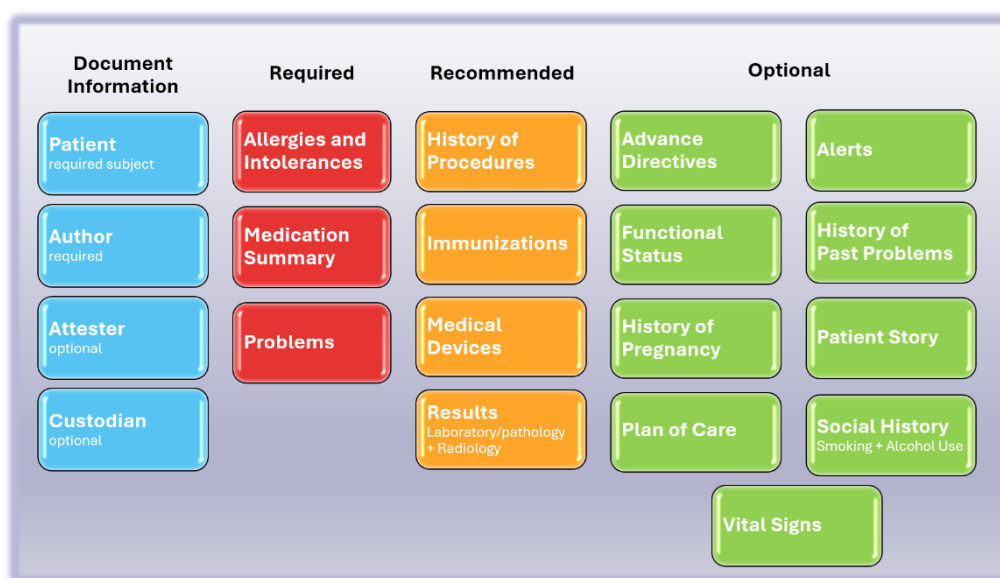 Document
Information
Required
Recommended
Optional
Patient
required subject
Author
required
Attester
optional
Custodian
optional
Allergies and
Intolerances
Medication
Summary
Problems
History of
Procedures
Immunizations
Medical
Devices
Results
Laboratory/pathology
+ Radiology
Advance
Directives
Functional
Status
History of
Pregnancy
Plan of Care
Alerts
History of
Past Problems
Patient Story
Social History
Smoking + Alcohol Use
Vital Signs